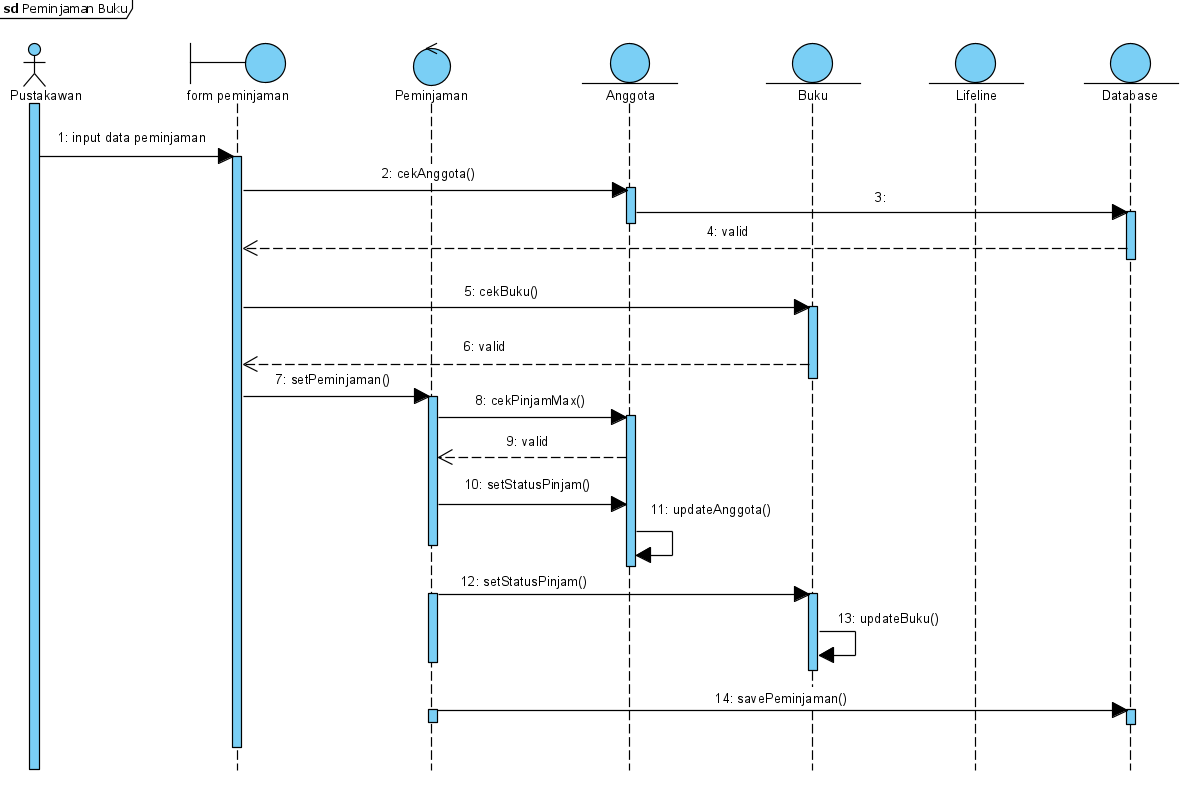 sd Peminjaman Buku
Pustakawan
form peminjaman
Peminjaman
Anggota
Buku
Lifeline
Database
1: input data peminjaman
2: cekAnggota()
3:
4: valid
5: cekBuku()
6: valid
7: setPeminjaman()
8: cekPinjamMax()
9: valid
10: setStatusPinjam()
11: updateAnggota()
12: setStatusPinjam()
13: updateBuku()
14: savePeminjaman()